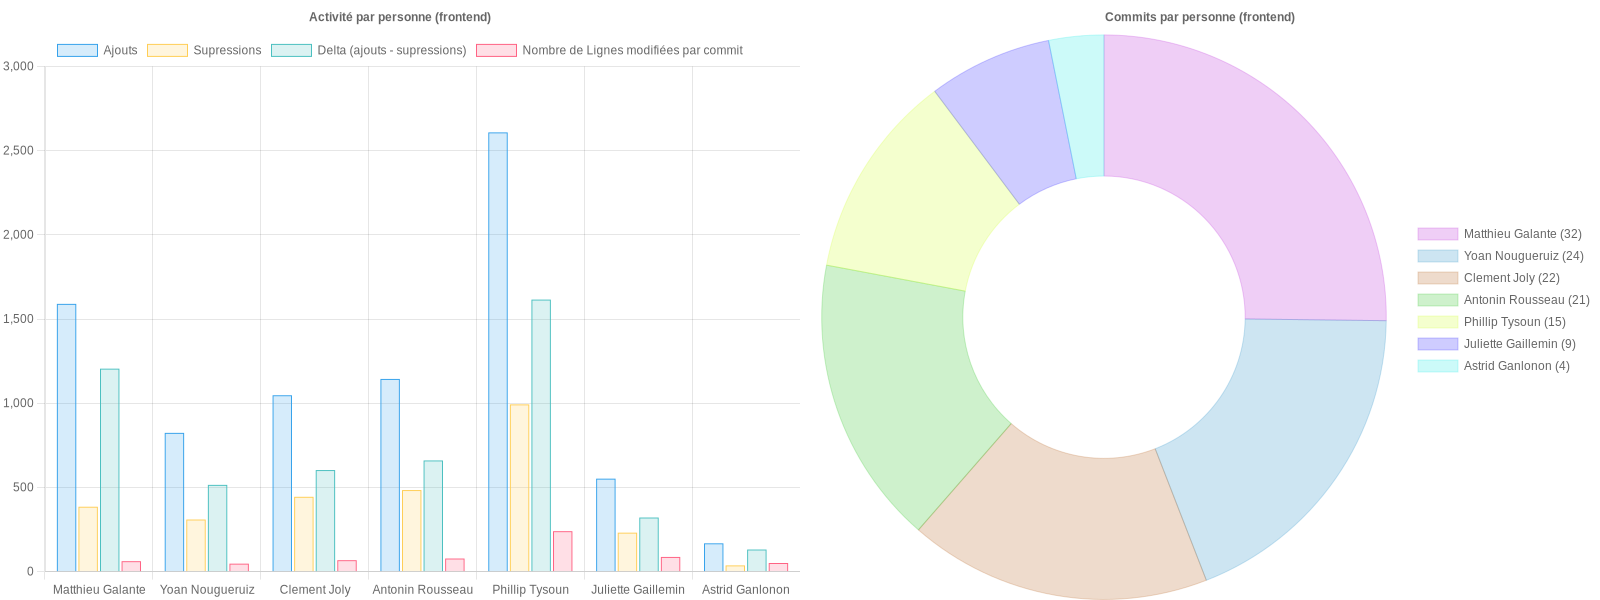 Activité par personne (frontend)
Ajouts Supressions Delta (ajouts - supressions) Nombre de Lignes modifiées par commit
3,000
2,500
2,000
1,500
1,000
500
0
Matthieu Galante Yoan Nougueruiz Clement Joly Antonin Rousseau Phillip Tysoun Juliette Gaillemin Astrid Ganlonon
Commits par personne (frontend)
Matthieu Galante (32)
Yoan Nougueruiz (24)
Clement Joly (22)
Antonin Rousseau (21)
Phillip Tysoun (15)
Juliette Gaillemin (9)
Astrid Ganlonon (4)